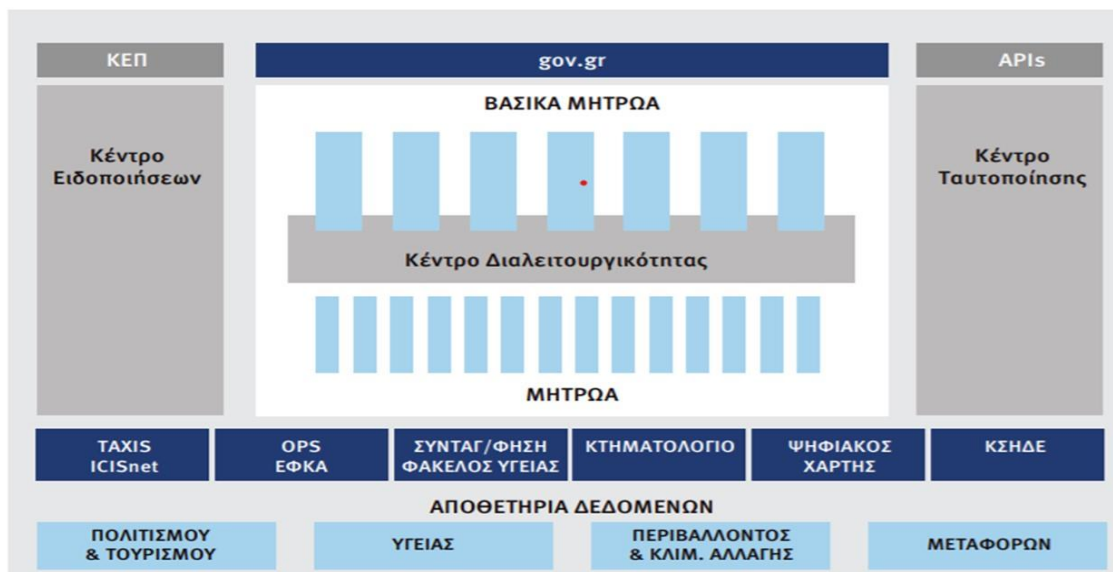 ΚΕΠ
gov.gr
APIs
ΒΑΣΙΚΑ ΜΗΤΡΩΑ
Κέντρο
Ειδοποιήσεων
Κέντρο
Ταυτοποίησης
Κέντρο Διαλειτουργικότητας
ΜΗΤΡΩΑ
TAXIS
ICISnet
OPS
ΕΦΚΑ
ΣΥΝΤΑΓ/ΦΗΣΗ
ΦΑΚΕΛΟΣ ΥΓΕΙΑΣ
ΚΤΗΜΑΤΟΛΟΓΙΟ
ΨΗΦΙΑΚΟΣ
ΧΑΡΤΗΣ
ΚΣΗΔΕ
ΑΠΟΘΕΤΗΡΙΑ ΔΕΔΟΜΕΝΩΝ
ΠΟΛΙΤΙΣΜΟΥ
& ΤΟΥΡΙΣΜΟΥ
ΥΓΕΙΑΣ
ΠΕΡΙΒΑΛΛΟΝΤΟΣ
& ΚΛΙΜ. ΑΛΛΑΓΗΣ
ΜΕΤΑΦΟΡΩΝ